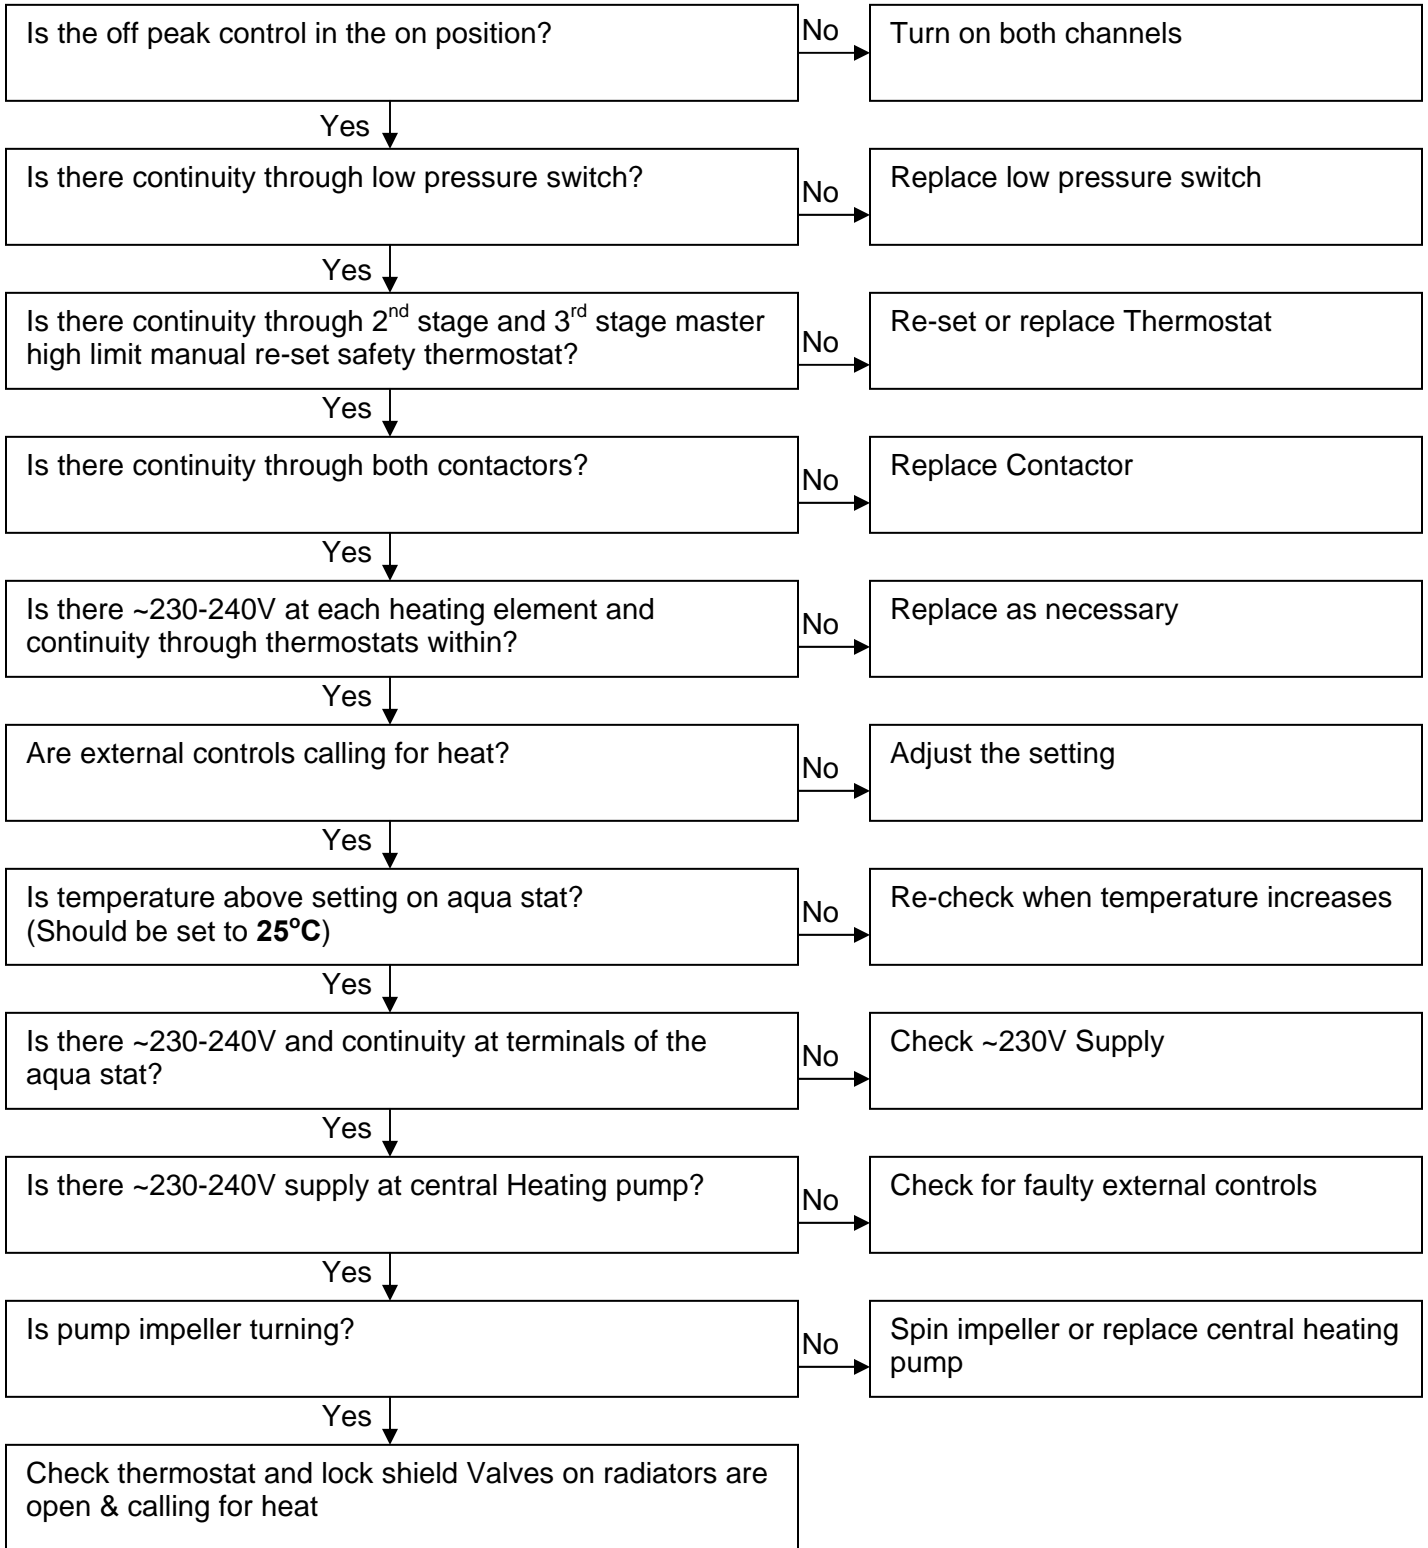 Is the off peak control in the on position?
No
Turn on both channels
Yes
Is there continuity through low pressure switch?
No
Replace low pressure switch
Yes
Is there continuity through 2nd stage and 3rd stage master
high limit manual re-set safety thermostat?
No
Re-set or replace Thermostat
Yes
Is there continuity through both contactors?
No
Replace Contactor
Yes
Is there ~230-240V at each heating element and
continuity through thermostats within?
No
Replace as necessary
Yes
Are external controls calling for heat?
No
Adjust the setting
Yes
Is temperature above setting on aqua stat?
(Should be set to 25°C)
No
Re-check when temperature increases
Yes
Is there ~230-240V and continuity at terminals of the
aqua stat?
No
Check ~230V Supply
Yes
Is there ~230-240V supply at central Heating pump?
No
Check for faulty external controls
Yes
Is pump impeller turning?
No
Spin impeller or replace central heating
pump
Yes
Check thermostat and lock shield Valves on radiators are
open & calling for heat